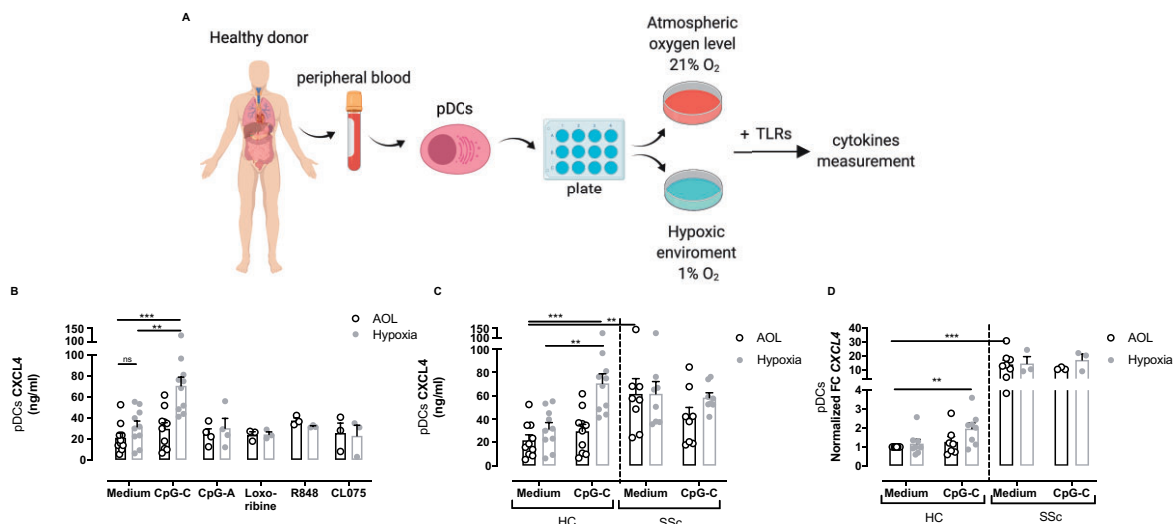 A
Healthy donor
peripheral blood
pDCs
plate
Atmospheric
oxygen level
21% O₂
Hypoxic
enviroment
1% O₂
+ TLRs
cytokines
measurement
B
pDCs CXCL4
(ng/ml)
150
100
80
60
40
20
0
***
**
ns
AOL
Hypoxia
Medium CpG-C CpG-A Loxo- R848 CL075
ribine
C
pDCs CXCL4
(ng/ml)
150
100
80
60
40
20
0
***
**
**
AOL
Hypoxia
Medium CpG-C Medium CpG-C
HC SSc
D
pDCs
Normalized FC CXCL4
40
30
20
10
4
3
2
1
0
***
**
AOL
Hypoxia
Medium CpG-C Medium CpG-C
HC SSc